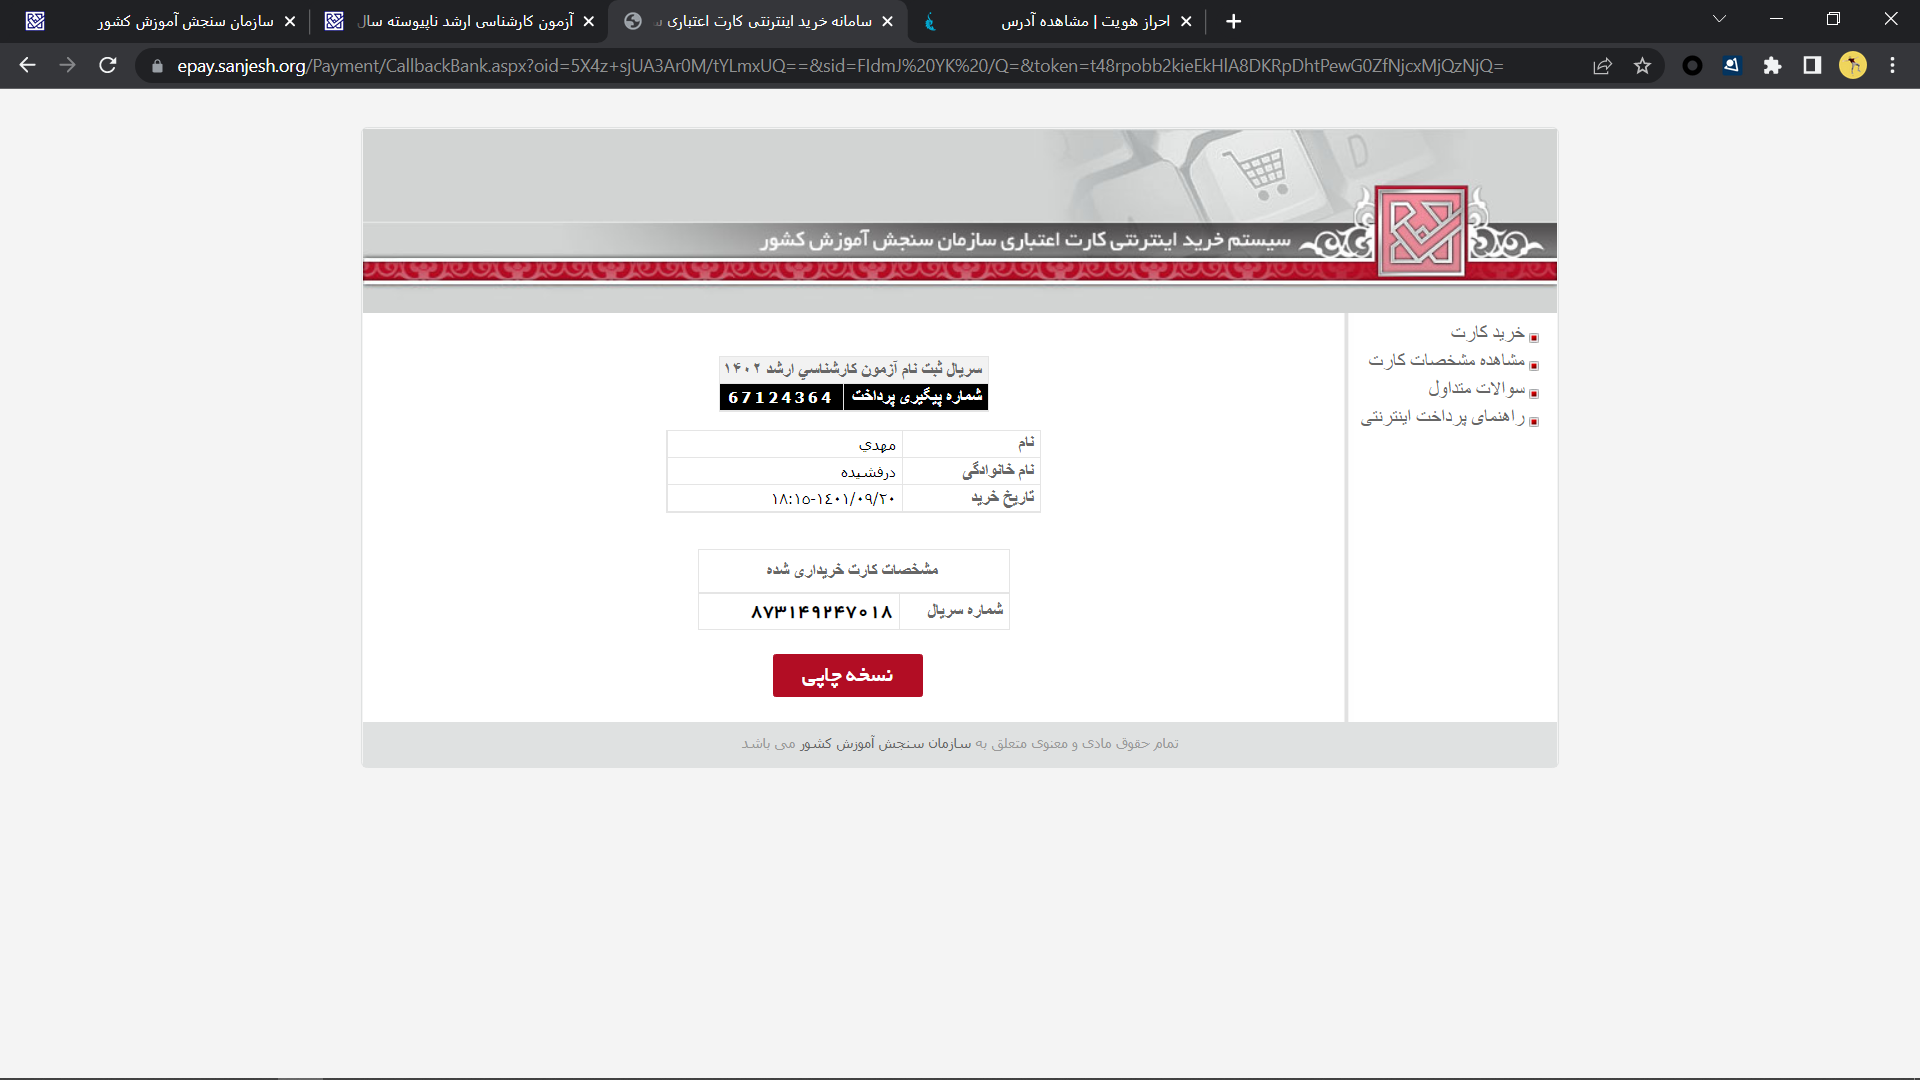 سازمان سنجش آموزش کشور
آزمون کارشناسی ارشد ناپیوسته سال
سامانه خرید اینترنتی کارت اعتباری
احراز هویت | مشاهده آدرس
epay.sanjesh.org/Payment/CallbackBank.aspx?oid=5X4z+sjUA3Ar0M/tYLmxUQ==&sid=FIdmJ%20YK%20/Q=&token=t48rpobb2kieEkHlA8DKRpDhtPewG0ZfNjcxMjQzNjQ=
سیستم خرید اینترنتی کارت اعتباری سازمان سنجش آموزش کشور
خرید کارت
مشاهده مشخصات کارت
سوالات متداول
راهنمای پرداخت اینترنتی
سریال ثبت نام آزمون کارشناسي ارشد ۱۴۰۲
شماره پیگیری پرداخت 67124364
نام مهدي
نام خانوادگی درفشیده
تاریخ خرید ۱۴۰۱/۰۹/۲۰-۱۸:۱۵
مشخصات کارت خریداری شده
شماره سریال ۸۷۳۱۴۹۲۴۷۰۱۸
نسخه چاپی
تمام حقوق مادی و معنوی متعلق به سازمان سنجش آموزش کشور می باشد